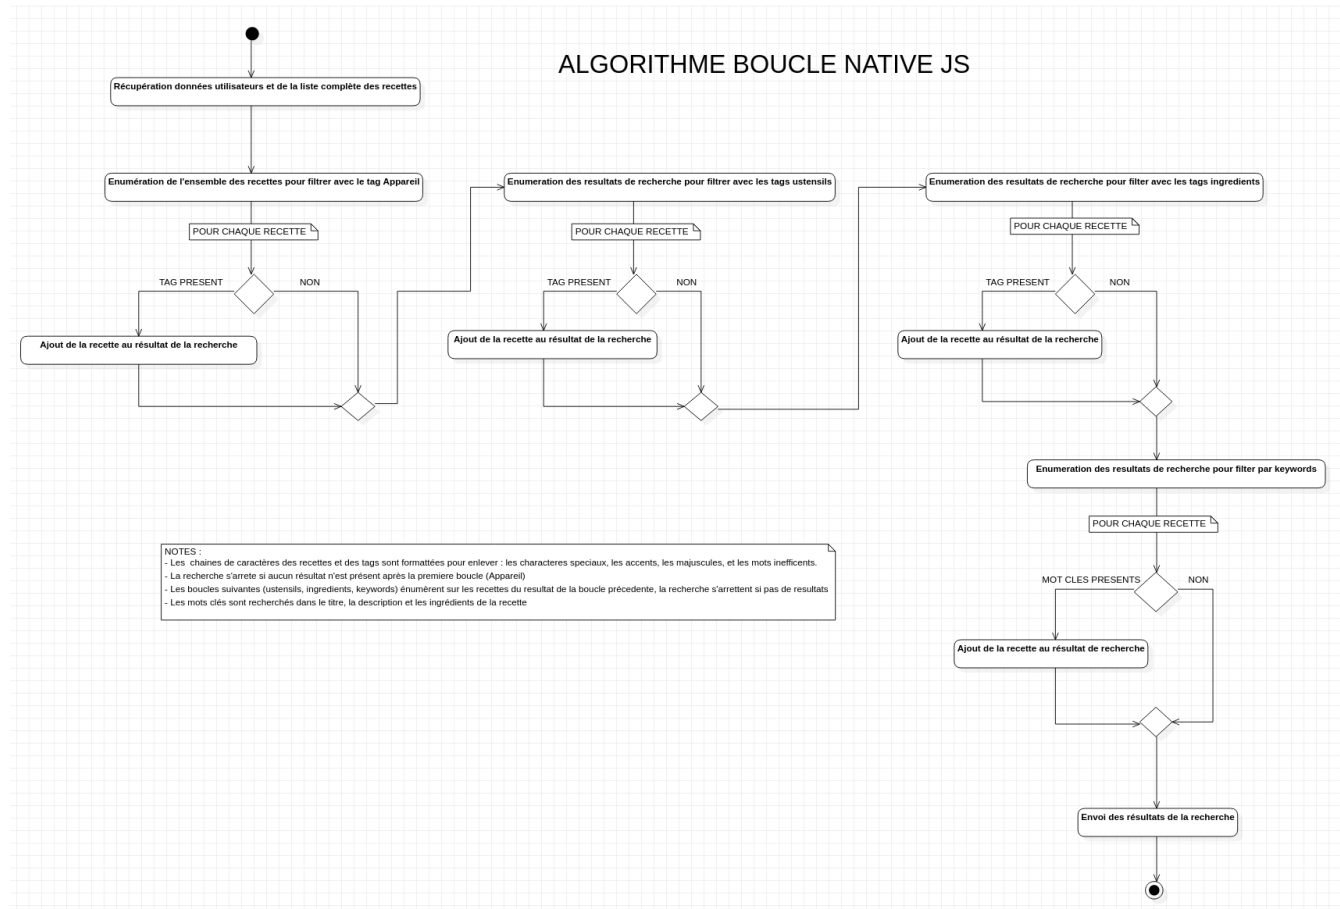 ALGORITHME BOUCLE NATIVE JS
Récupération données utilisateurs et de la liste complète des recettes
Enumération de l'ensemble des recettes pour filtrer avec le tag Appareil
POUR CHAQUE RECETTE
TAG PRESENT
NON
Ajout de la recette au résultat de la recherche
Enumeration des resultats de recherche pour filtrer avec les tags ustensils
POUR CHAQUE RECETTE
TAG PRESENT
NON
Ajout de la recette au résultat de la recherche
Enumeration des resultats de recherche pour filter avec les tags ingredients
POUR CHAQUE RECETTE
TAG PRESENT
NON
Ajout de la recette au résultat de la recherche
Enumeration des resultats de recherche pour filter par keywords
POUR CHAQUE RECETTE
MOT CLES PRESENTS
NON
Ajout de la recette au résultat de recherche
Envoi des résultats de la recherche
NOTES :
- Les chaines de caractères des recettes et des tags sont formattées pour enlever : les characteres speciaux, les accents, les majuscules, et les mots inefficents.
- La recherche s'arrete si aucun résultat n'est présent après la premiere boucle (Appareil)
- Les boucles suivantes (ustensils, ingredients, keywords) énumèrent sur les recettes du resultat de la boucle précedente, la recherche s'arrettent si pas de resultats
- Les mots clés sont recherchés dans le titre, la description et les ingrédients de la recette